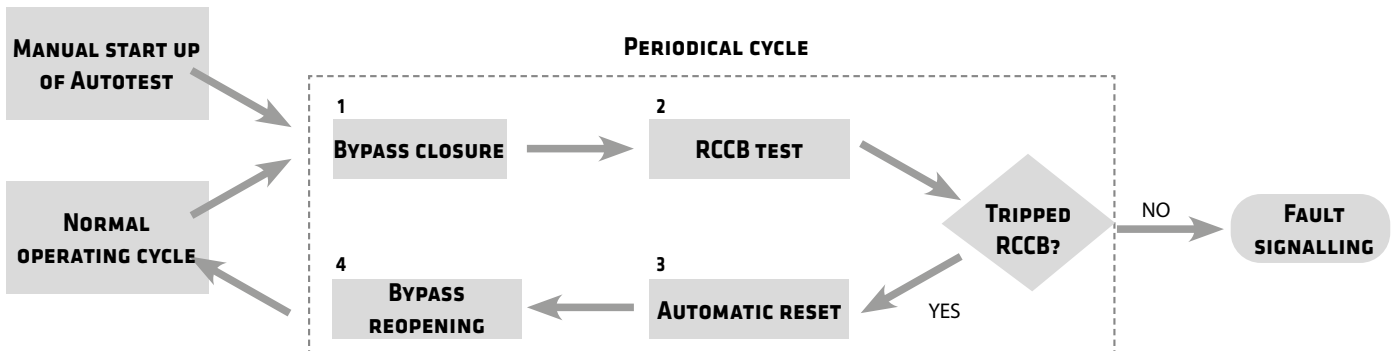 MANUAL START UP
OF AUTOTEST
PERIODICAL CYCLE
1
BYPASS CLOSURE
2
RCCB TEST
NORMAL
OPERATING CYCLE
TRIPPED
RCCB?
NO
FAULT
SIGNALLING
YES
3
AUTOMATIC RESET
4
BYPASS
REOPENING